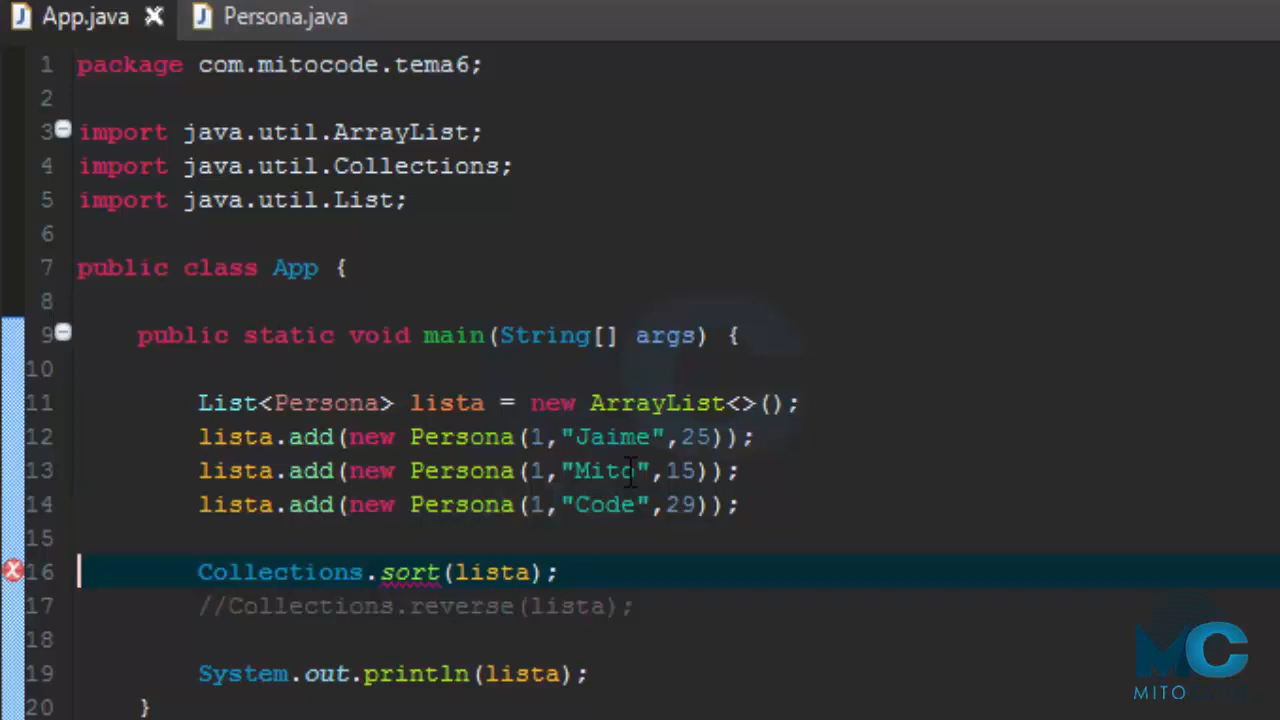 App.java
Persona.java
1 package com.mitocode.tema6;
2
3 import java.util.ArrayList;
4 import java.util.Collections;
5 import java.util.List;
6
7 public class App {
8
9 public static void main(String[] args) {
10
11 List<Persona> lista = new ArrayList<>();
12 lista.add(new Persona(1,"Jaime",25));
13 lista.add(new Persona(1,"Mito",15));
14 lista.add(new Persona(1,"Code",29));
15
16 Collections.sort(lista);
17 //Collections.reverse(lista);
18
19 System.out.println(lista);
20 }
MC
MITO